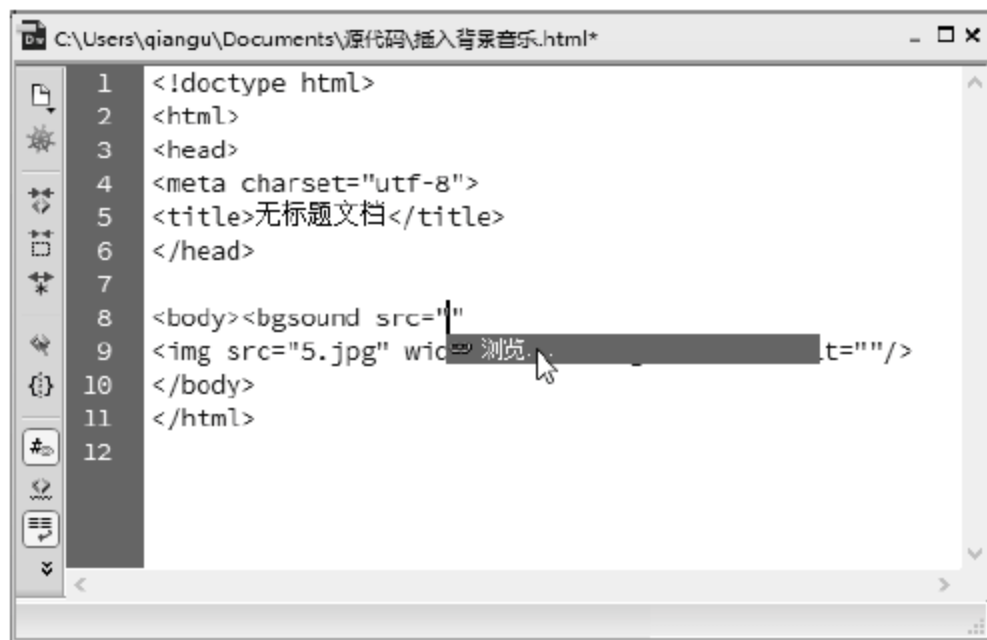 Dw C:\Users\qiangu\Documents\源代码\插入背景音乐.html*
1 <!doctype html>
2 <html>
3 <head>
4 <meta charset="utf-8">
5 <title>无标题文档</title>
6 </head>
7
8 <body><bgsound src=""
浏览...
9 <img src="5.jpg" wid t=""/>
10 </body>
11 </html>
12